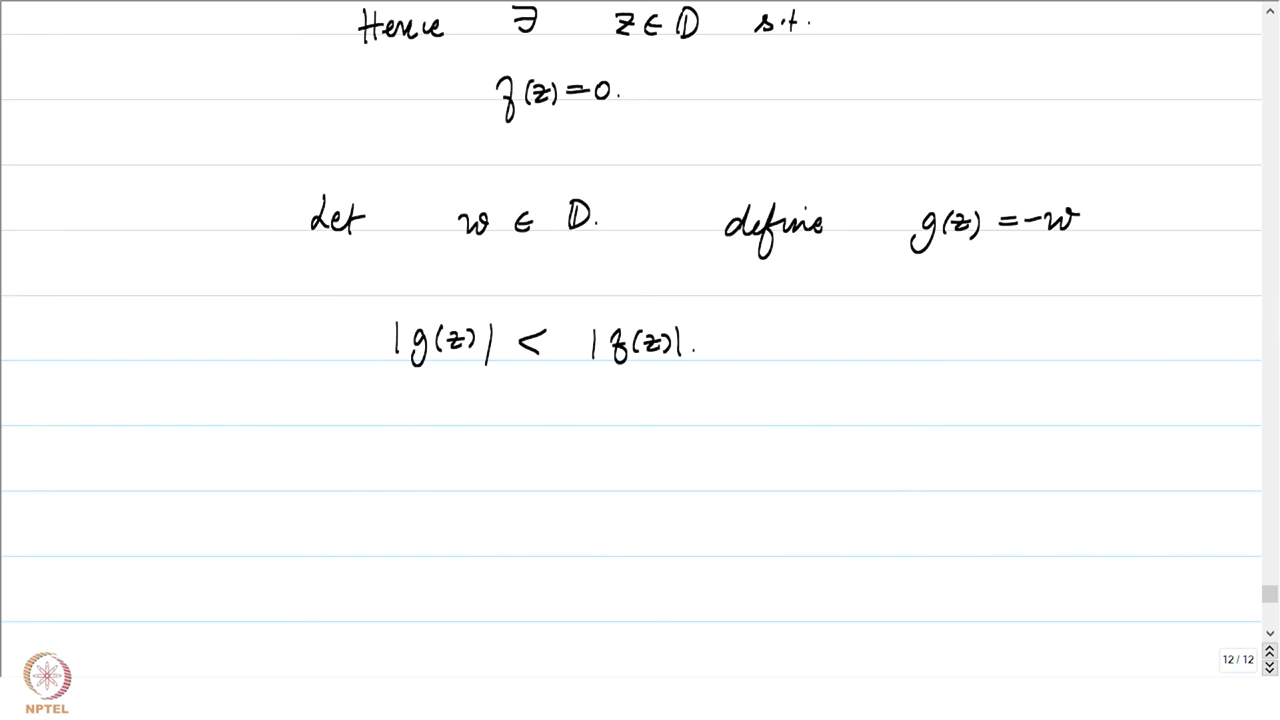 Hence ∃ z ∈ 𝔻 s.t.
f(z) = 0.
Let w ∈ 𝔻. define g(z) = -w
|g(z)| < |f(z)|.
12 / 12
NPTEL